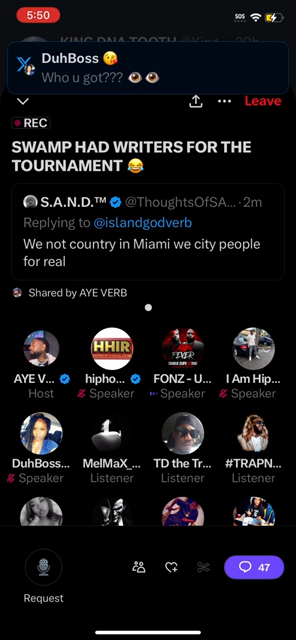 5:50
SOS
KING DNA TOOTH
DuhBoss 😘
Who u got??? 👁️👁️
Leave
REC
SWAMP HAD WRITERS FOR THE
TOURNAMENT 😂
S.A.N.D.™ @ThoughtsOfSA... · 2m
Replying to @islandgodverb
We not country in Miami we city people
for real
Shared by AYE VERB
HHIR
FEVER
AYE V... hipho... FONZ - U... I Am Hip...
Host Speaker Speaker Speaker
DuhBoss... MelMaX_... TD the Tr... #TRAPN...
Speaker Listener Listener Listener
47
Request